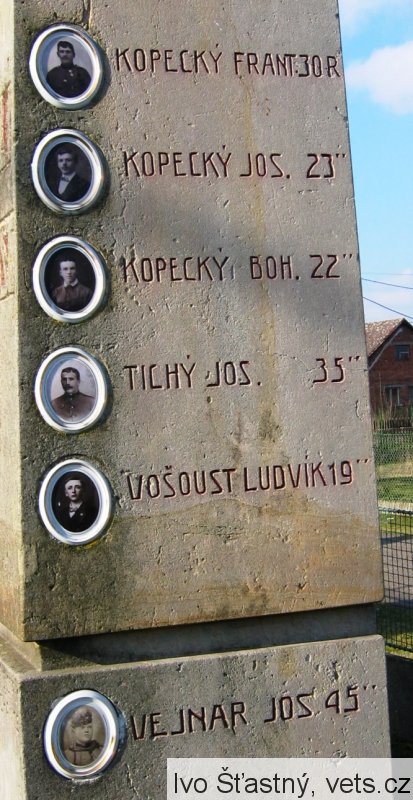 KOPECKÝ FRANT. 30 R
KOPECKÝ JOS. 23"
KOPECKÝ BOH. 22"
TICHÝ JOS. 35"
VOŠOUST LUDVÍK 19"
VEJNAR JOS. 45"
Ivo Šťastný, vets.cz